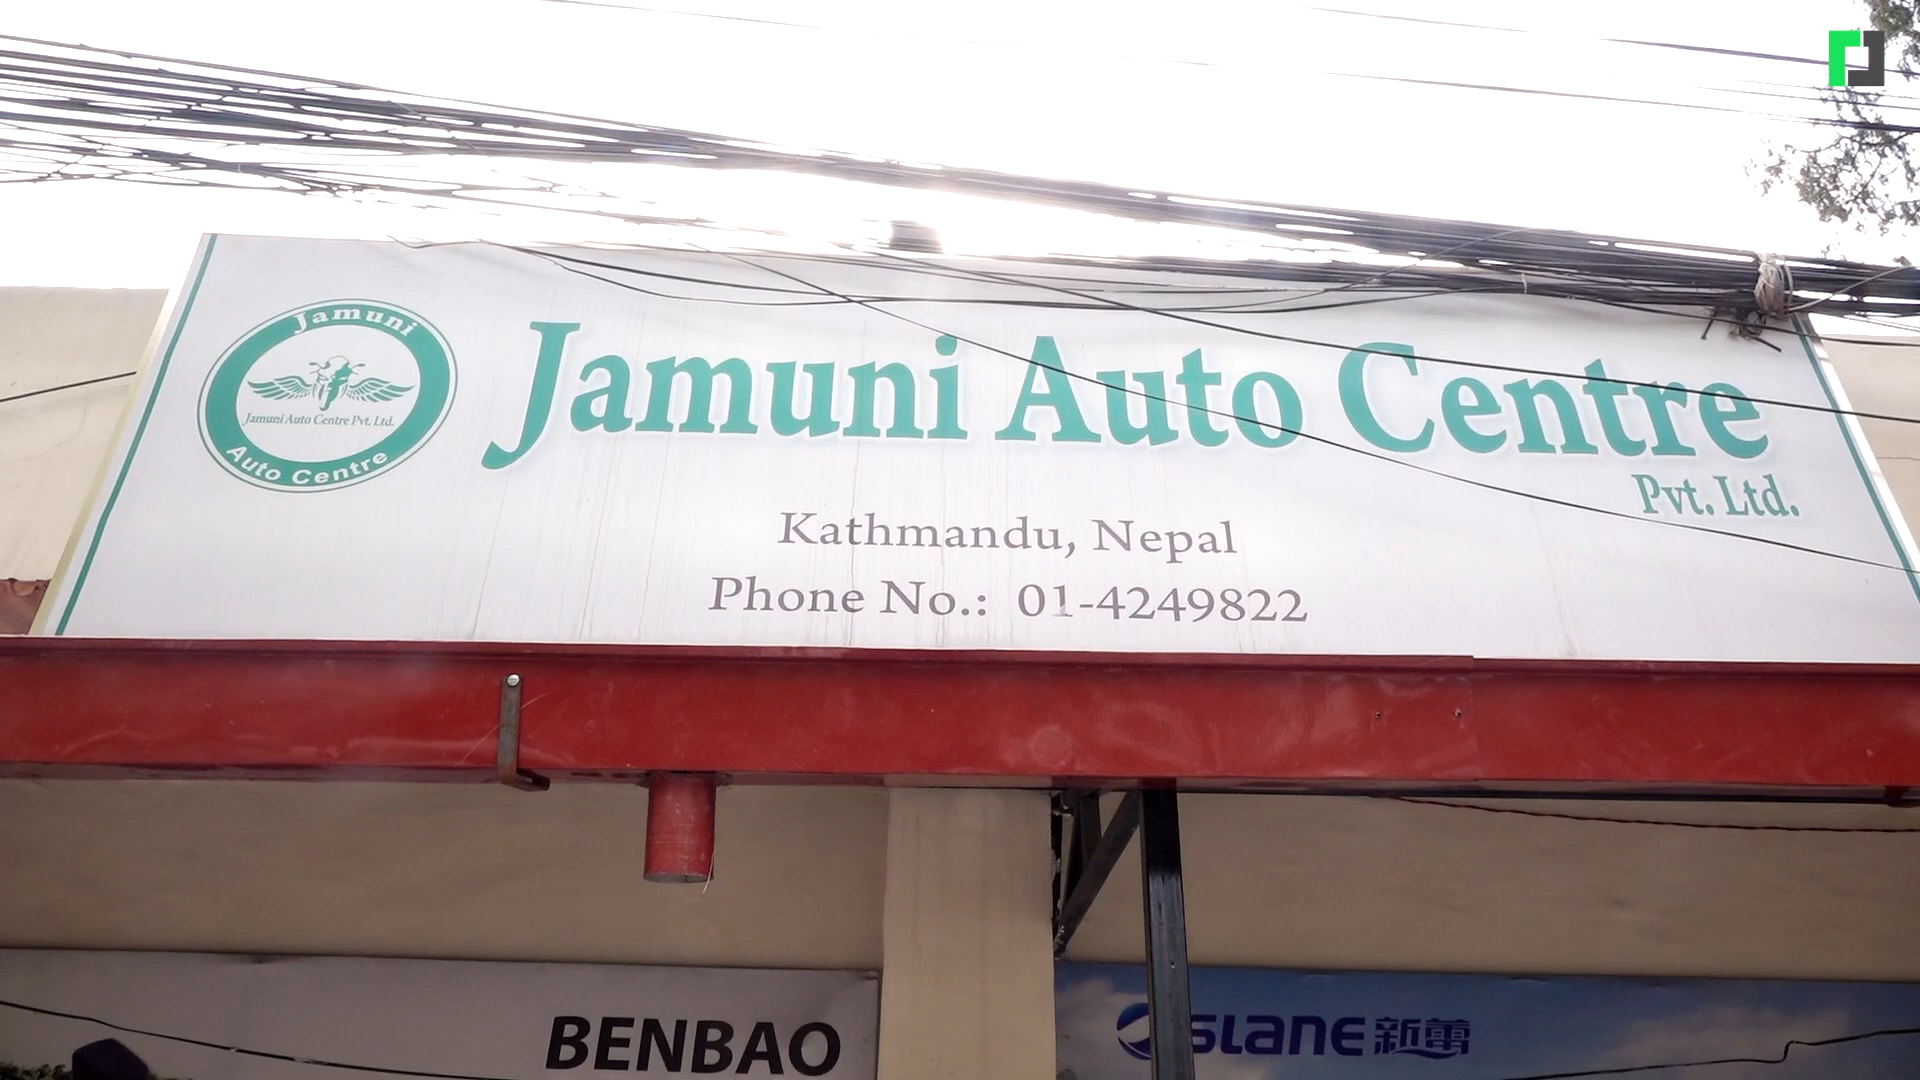 Jamuni
Jamuni Auto Centre Pvt. Ltd.
Auto Centre
Jamuni Auto Centre
Pvt. Ltd.
Kathmandu, Nepal
Phone No.: 01-4249822
BENBAO
SLANE新蕾